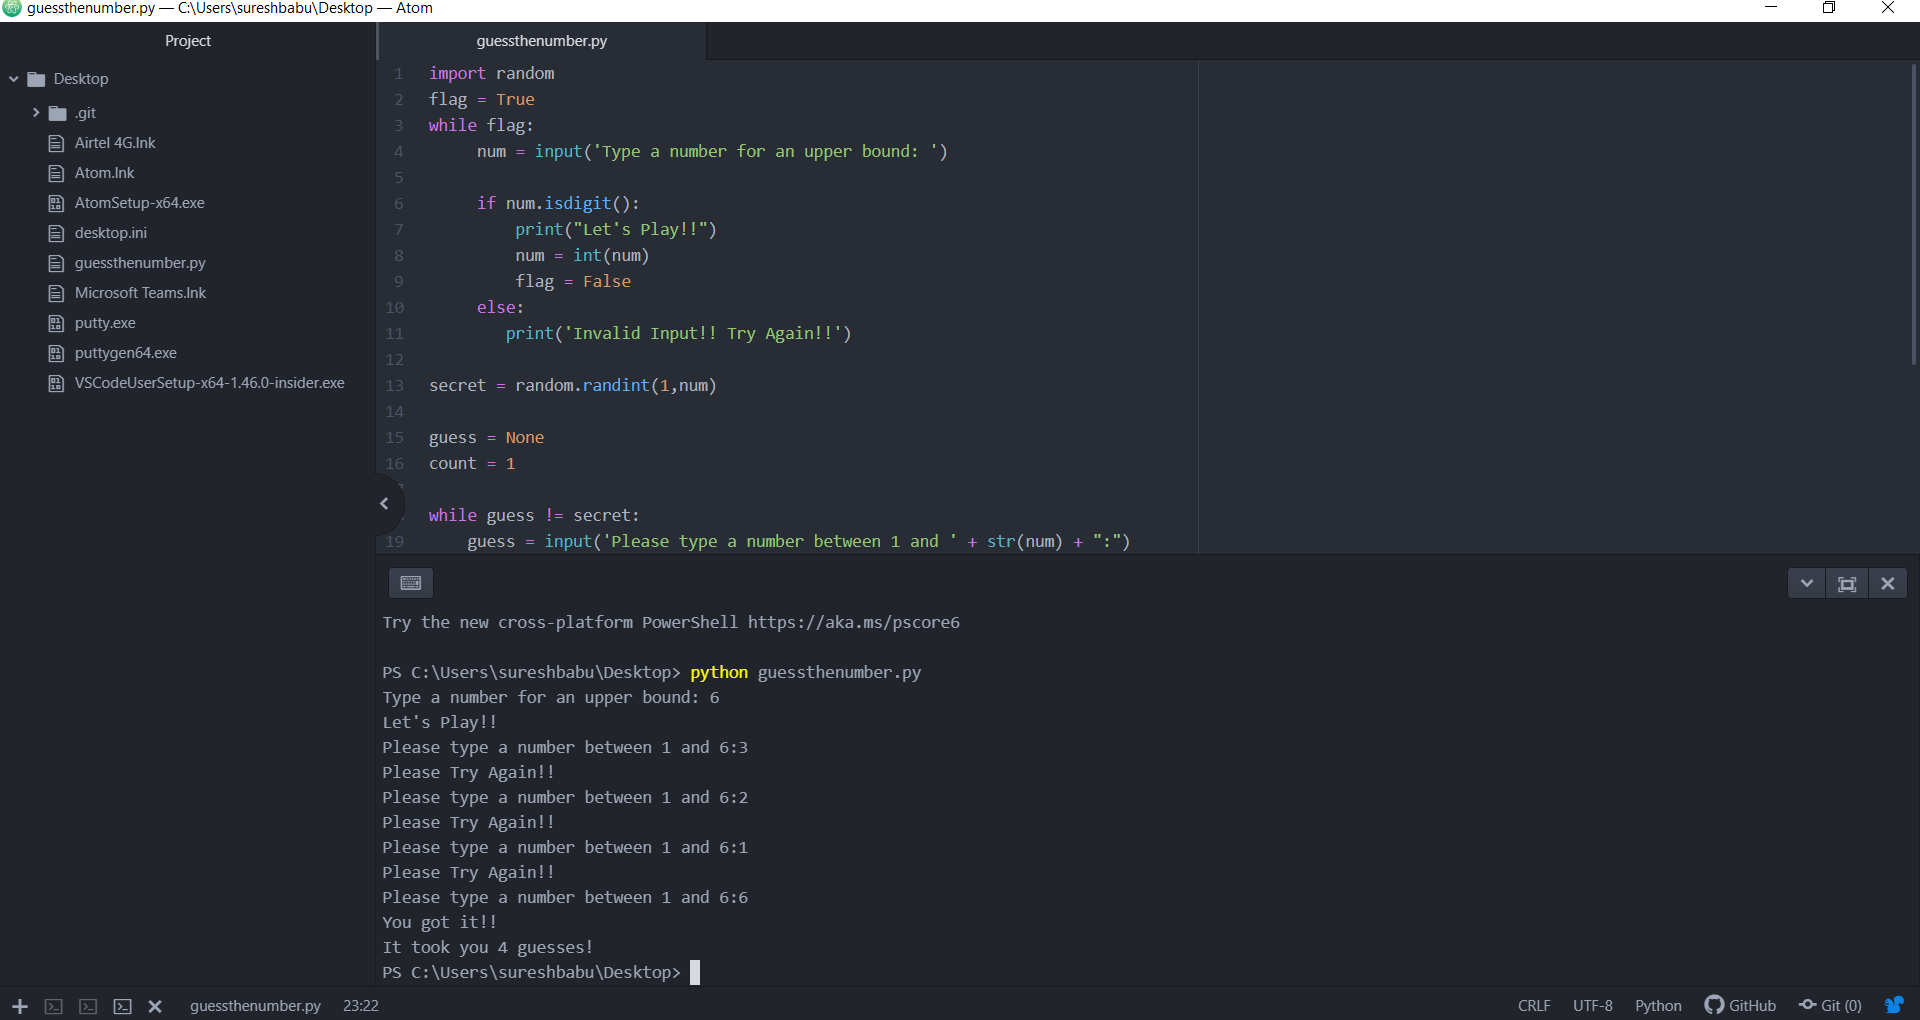 guessthenumber.py — C:\Users\sureshbabu\Desktop — Atom
Project
Desktop
.git
Airtel 4G.lnk
Atom.lnk
AtomSetup-x64.exe
desktop.ini
guessthenumber.py
Microsoft Teams.lnk
putty.exe
puttygen64.exe
VSCodeUserSetup-x64-1.46.0-insider.exe
guessthenumber.py
1 import random
2 flag = True
3 while flag:
4 num = input('Type a number for an upper bound: ')
5
6 if num.isdigit():
7 print("Let's Play!!")
8 num = int(num)
9 flag = False
10 else:
11 print('Invalid Input!! Try Again!!')
12
13 secret = random.randint(1,num)
14
15 guess = None
16 count = 1
while guess != secret:
19 guess = input('Please type a number between 1 and ' + str(num) + ":")
Try the new cross-platform PowerShell https://aka.ms/pscore6
PS C:\Users\sureshbabu\Desktop> python guessthenumber.py
Type a number for an upper bound: 6
Let's Play!!
Please type a number between 1 and 6:3
Please Try Again!!
Please type a number between 1 and 6:2
Please Try Again!!
Please type a number between 1 and 6:1
Please Try Again!!
Please type a number between 1 and 6:6
You got it!!
It took you 4 guesses!
PS C:\Users\sureshbabu\Desktop>
guessthenumber.py 23:22 CRLF UTF-8 Python GitHub Git (0)